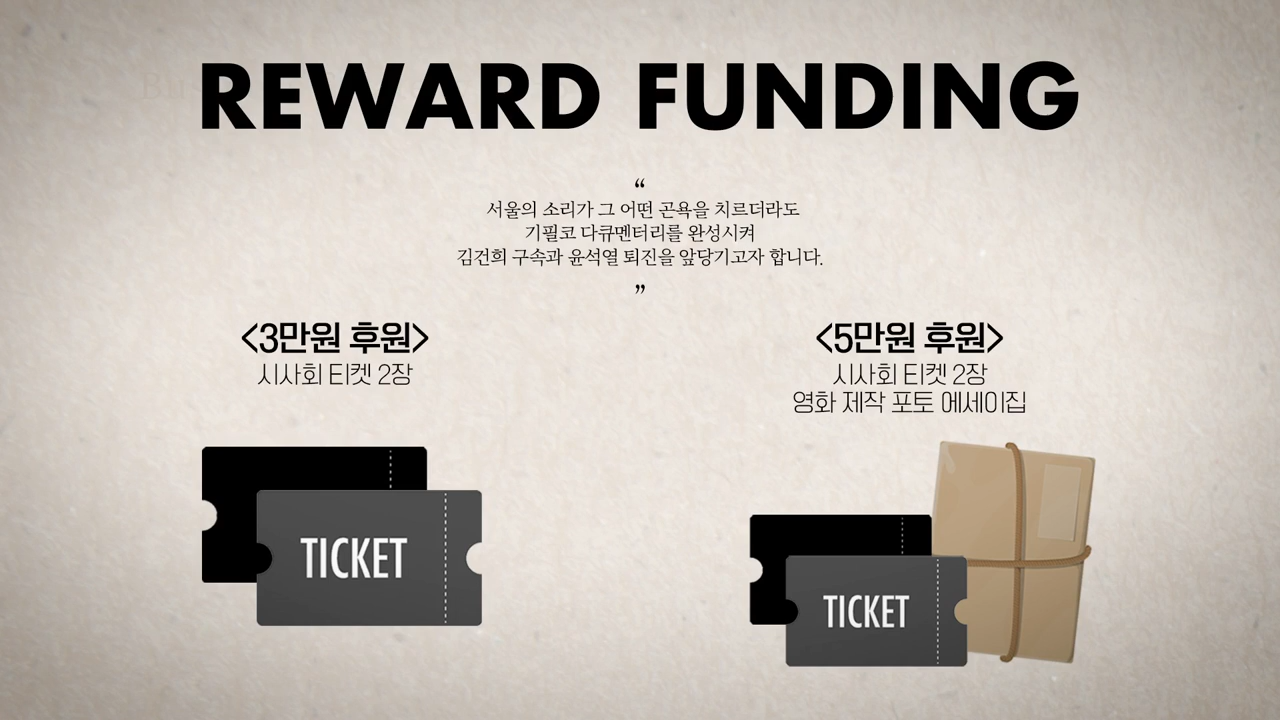 REWARD FUNDING
“
서울의 소리가 그 어떤 곤욕을 치르더라도
기필코 다큐멘터리를 완성시켜
김건희 구속과 윤석열 퇴진을 앞당기고자 합니다.
”
<3만원 후원>
시사회 티켓 2장
<5만원 후원>
시사회 티켓 2장
영화 제작 포토 에세이집
TICKET
TICKET